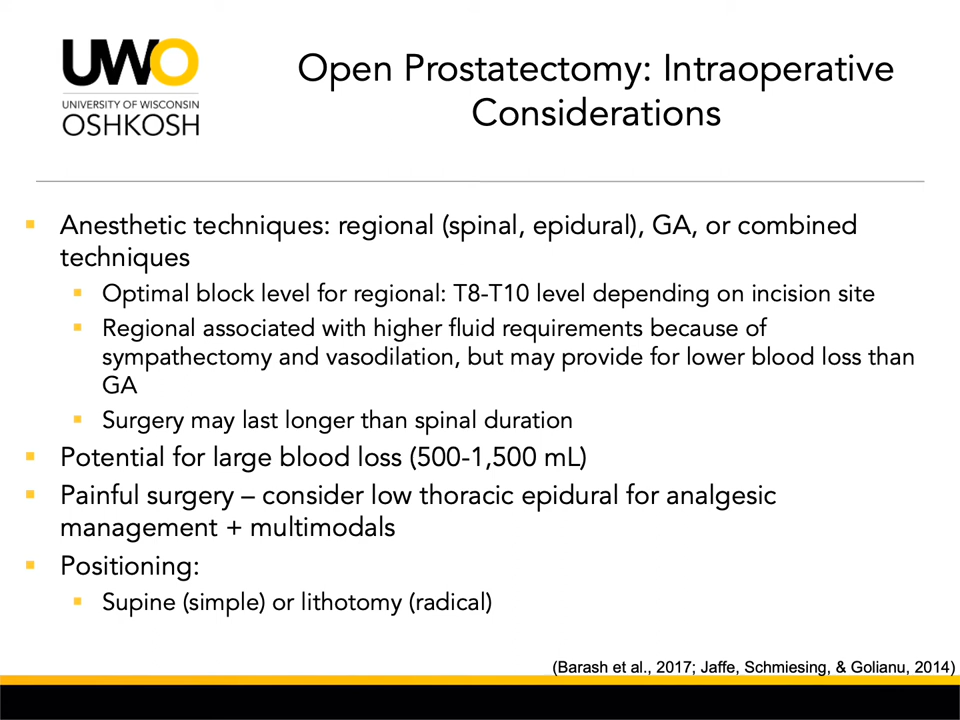 UWO
UNIVERSITY OF WISCONSIN
OSHKOSH
Open Prostatectomy: Intraoperative
Considerations
Anesthetic techniques: regional (spinal, epidural), GA, or combined
techniques
Optimal block level for regional: T8-T10 level depending on incision site
Regional associated with higher fluid requirements because of
sympathectomy and vasodilation, but may provide for lower blood loss than
GA
Surgery may last longer than spinal duration
Potential for large blood loss (500-1,500 mL)
Painful surgery – consider low thoracic epidural for analgesic
management + multimodals
Positioning:
Supine (simple) or lithotomy (radical)
(Barash et al., 2017; Jaffe, Schmiesing, & Golianu, 2014)